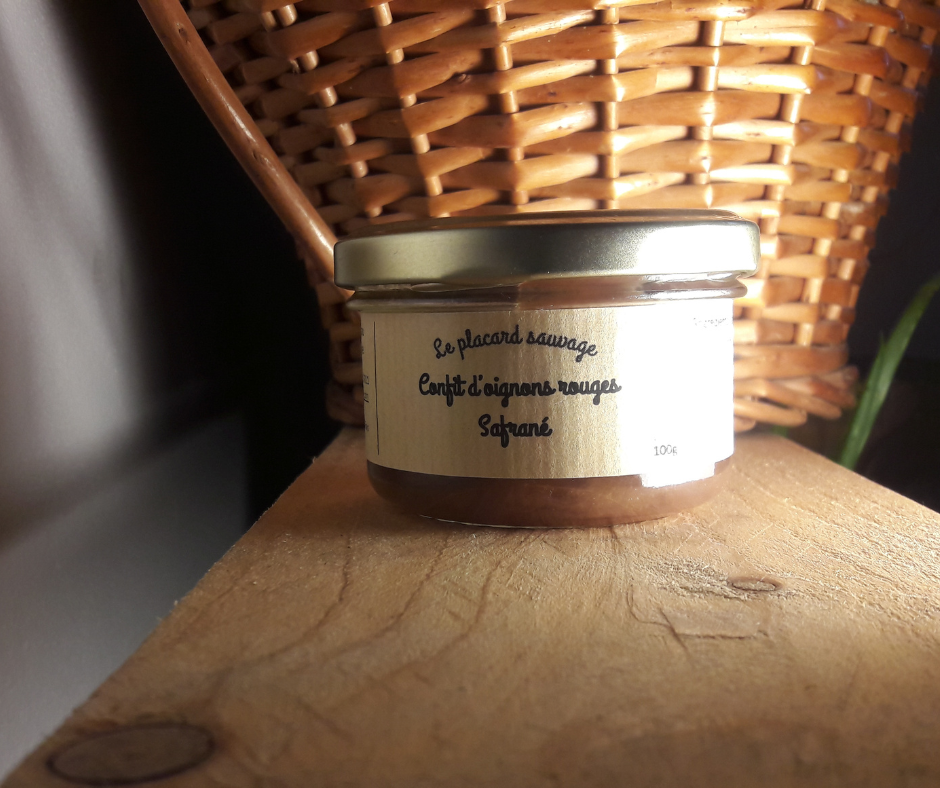 Le placard sauvage
Confit d'oignons rouges
Safrané
100g